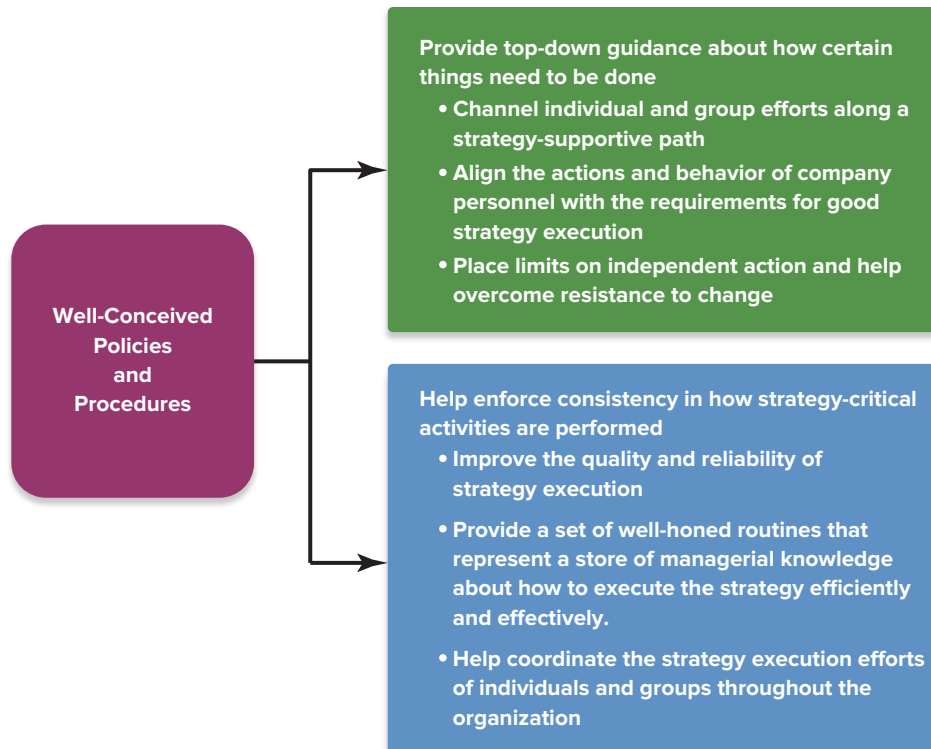 Well-Conceived
Policies
and
Procedures
Provide top-down guidance about how certain
things need to be done
• Channel individual and group efforts along a
strategy-supportive path
• Align the actions and behavior of company
personnel with the requirements for good
strategy execution
• Place limits on independent action and help
overcome resistance to change
Help enforce consistency in how strategy-critical
activities are performed
• Improve the quality and reliability of
strategy execution
• Provide a set of well-honed routines that
represent a store of managerial knowledge
about how to execute the strategy efficiently
and effectively.
• Help coordinate the strategy execution efforts
of individuals and groups throughout the
organization